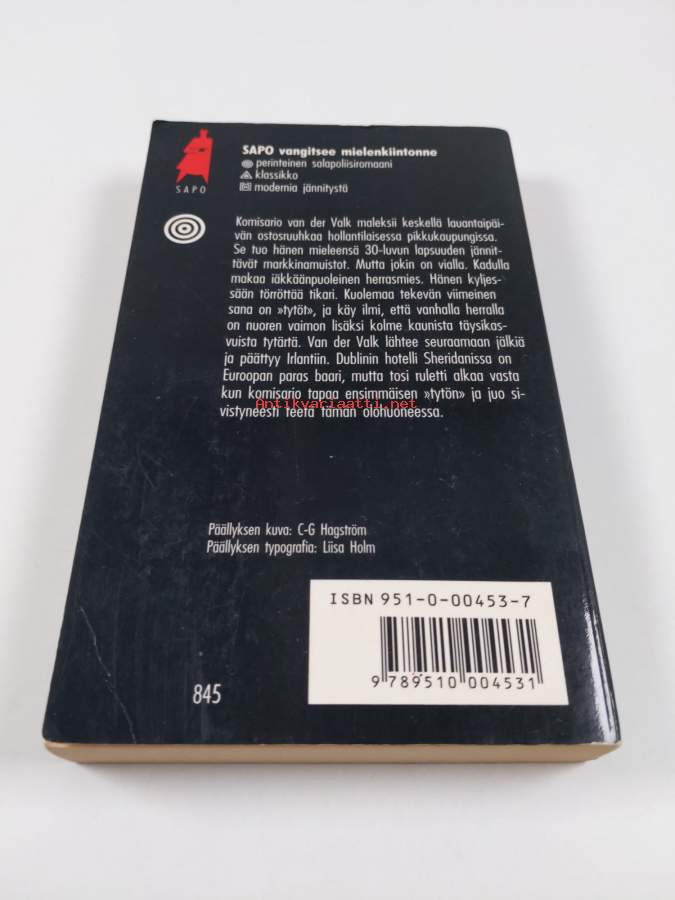 SAPO vangitsee mielenkiintonne
perinteinen salapoliisiromaani
klassikko
modernia jännitystä
SAPO
Komisario van der Valk maleksii keskellä lauantaipäi-
vän ostosruuhkaa hollantilaisessa pikkukaupungissa.
Se tuo hänen mieleensä 30-luvun lapsuuden jännit-
tävät markkinamuistot. Mutta jokin on vialla. Kadulla
makaa iäkkäänpuoleinen herrasmies. Hänen kyljes-
sään törröttää tikari. Kuolemaa tekevän viimeinen
sana on »tytöt», ja käy ilmi, että vanhalla herralla
on nuoren vaimon lisäksi kolme kaunista täysikas-
vuista tytärtä. Van der Valk lähtee seuraamaan jälkiä
ja päättyy Irlantiin. Dublinin hotelli Sheridanissa on
Euroopan paras baari, mutta tosi ruletti alkaa vasta
kun komisario tapaa ensimmäisen »tytön» ja juo si-
vistyneesti teetä tämän olohuoneessa.
Antikvariaatti.net
Päällyksen kuva: C-G Hagström
Päällyksen typografia: Liisa Holm
ISBN 951-0-00453-7
9 789510 004531
845